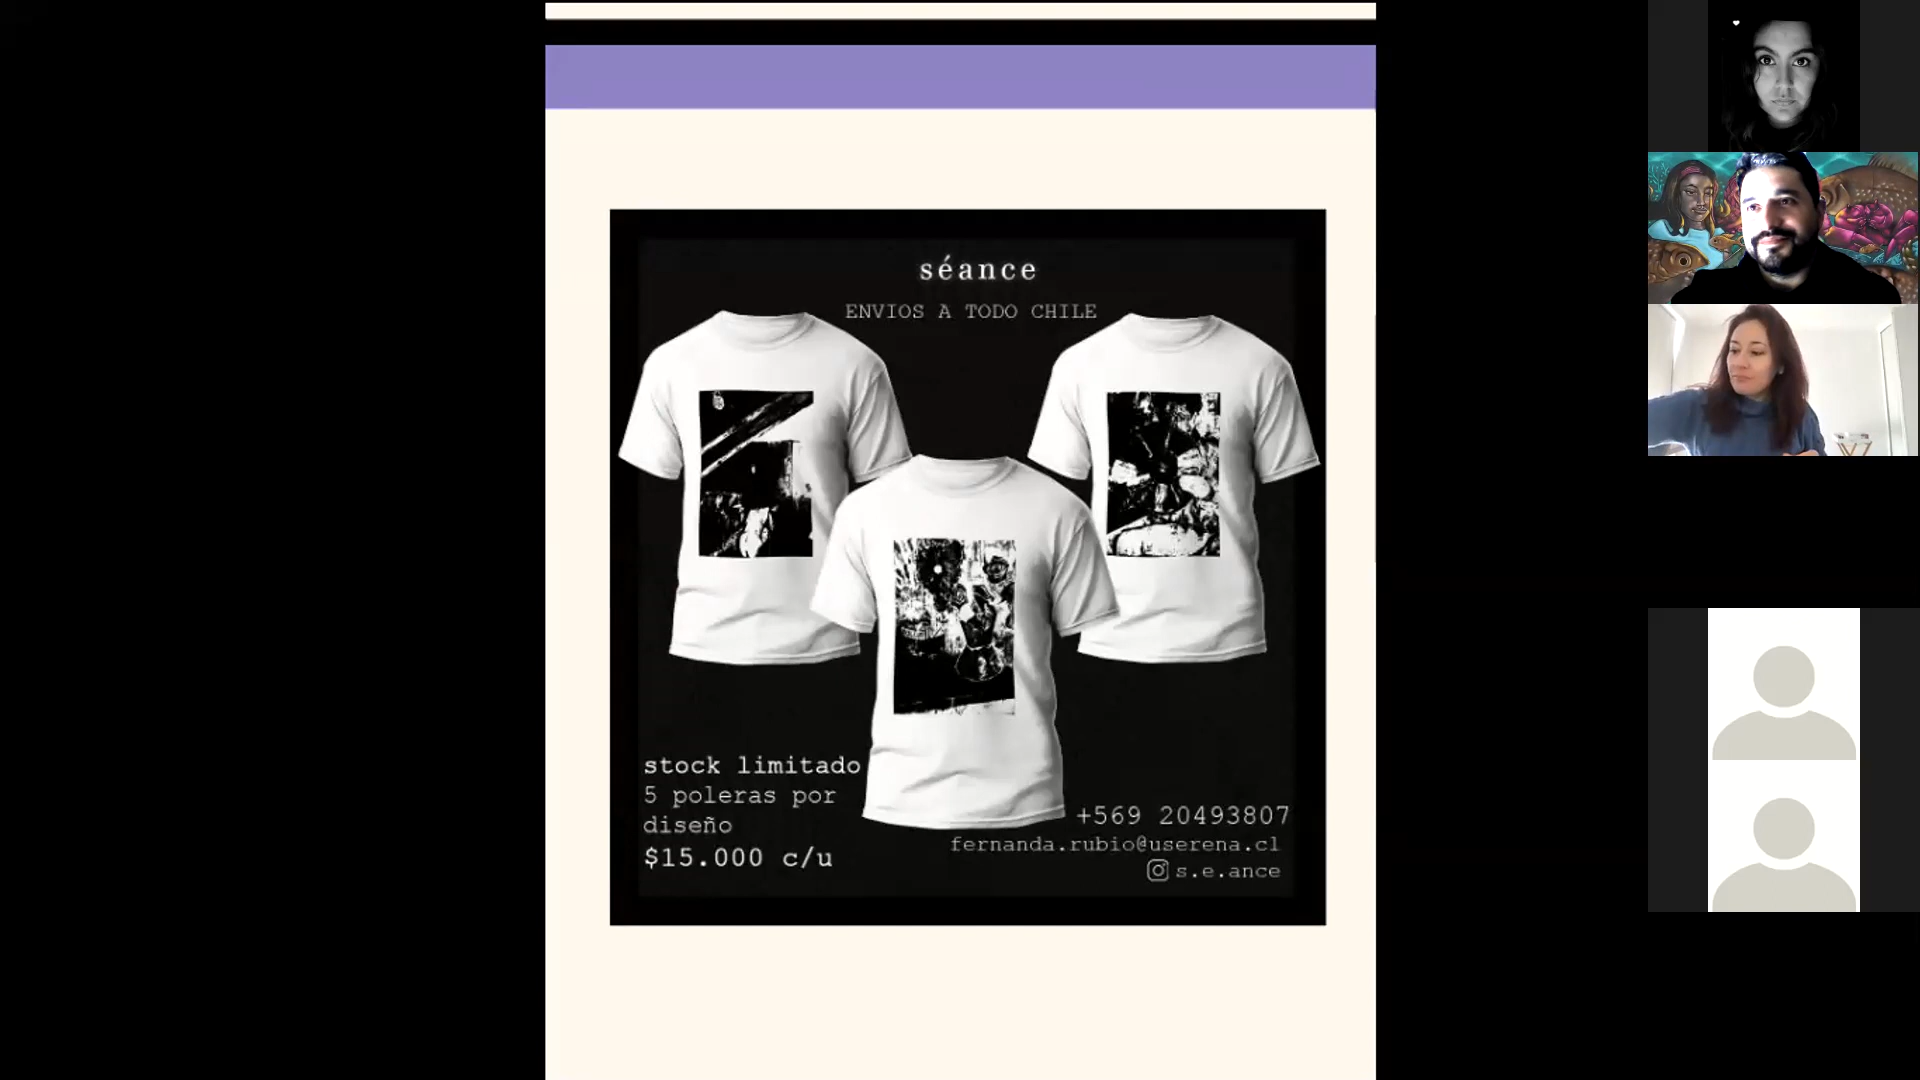 séance
ENVIOS A TODO CHILE
stock limitado
5 poleras por
diseño
$15.000 c/u
+569 20493807
fernanda.rubio@userena.cl
s.e.ance